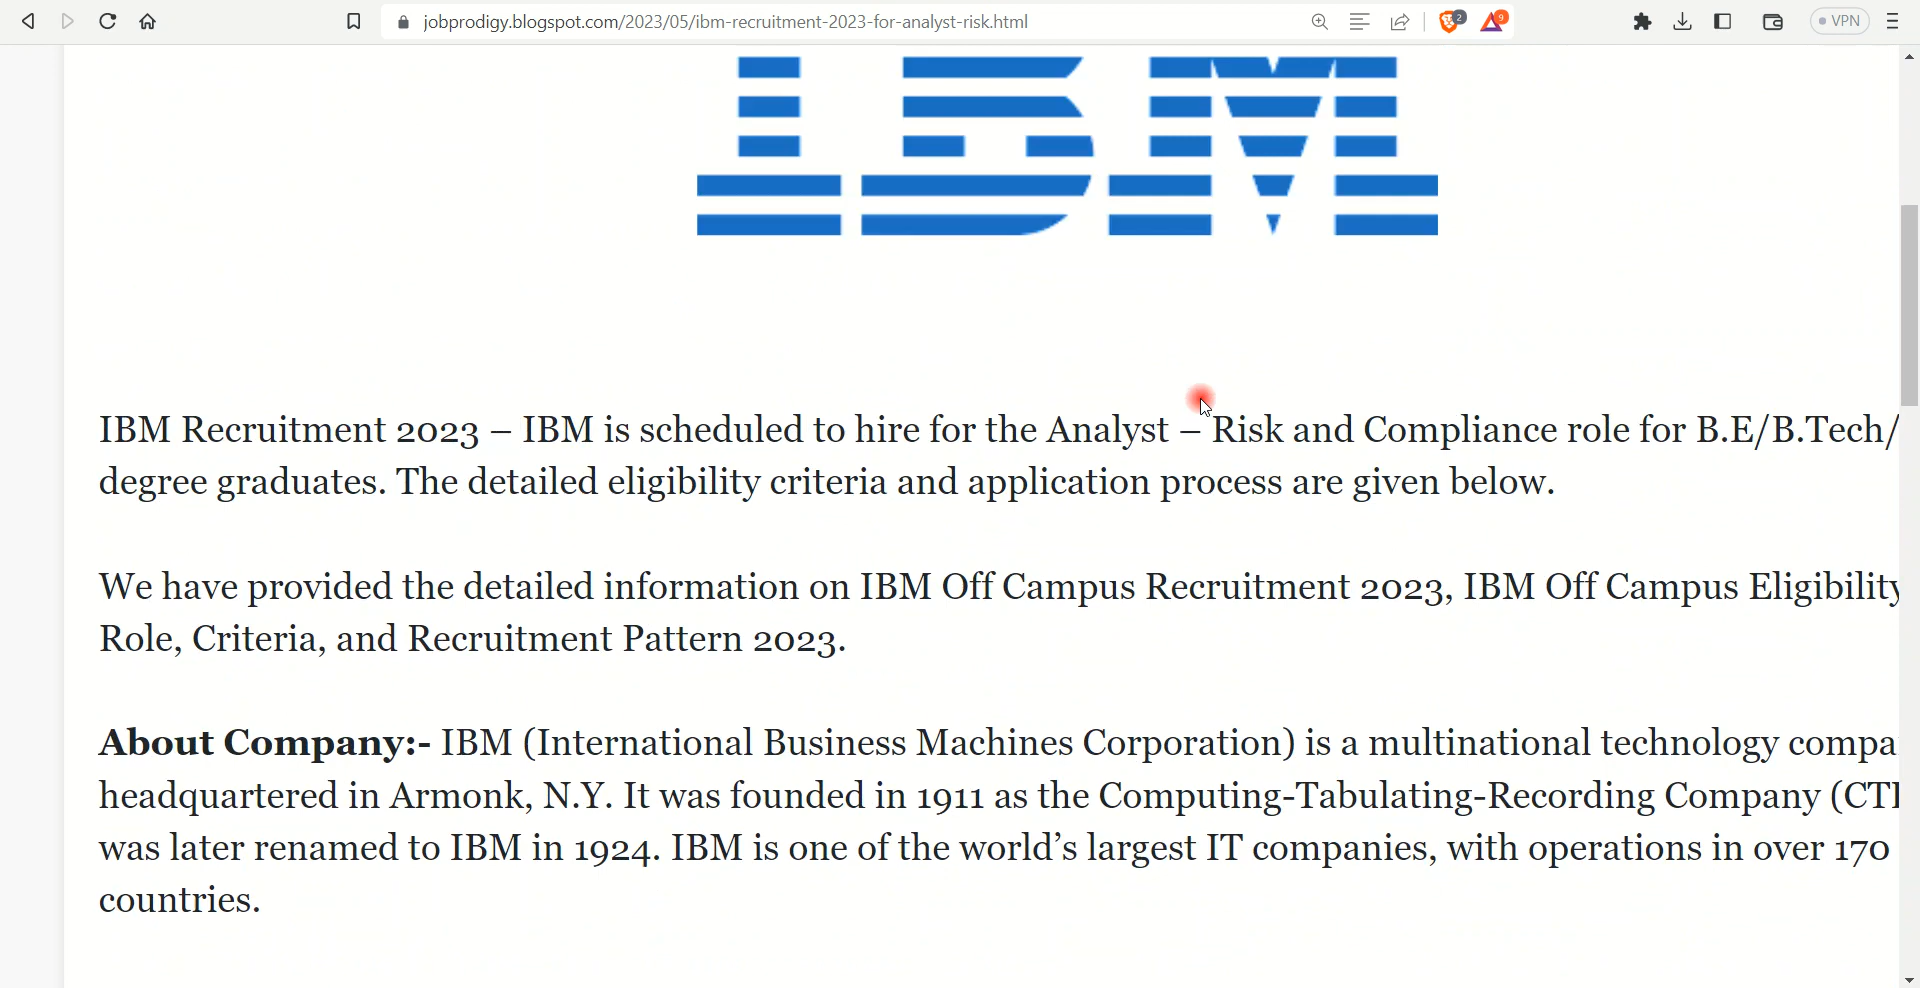 jobprodigy.blogspot.com/2023/05/ibm-recruitment-2023-for-analyst-risk.html
2
9
VPN
IBM
IBM Recruitment 2023 – IBM is scheduled to hire for the Analyst – Risk and Compliance role for B.E/B.Tech/
degree graduates. The detailed eligibility criteria and application process are given below.
We have provided the detailed information on IBM Off Campus Recruitment 2023, IBM Off Campus Eligibility
Role, Criteria, and Recruitment Pattern 2023.
About Company:- IBM (International Business Machines Corporation) is a multinational technology compa
headquartered in Armonk, N.Y. It was founded in 1911 as the Computing-Tabulating-Recording Company
was later renamed to IBM in 1924. IBM is one of the world’s largest IT companies, with operations in over 170
countries.